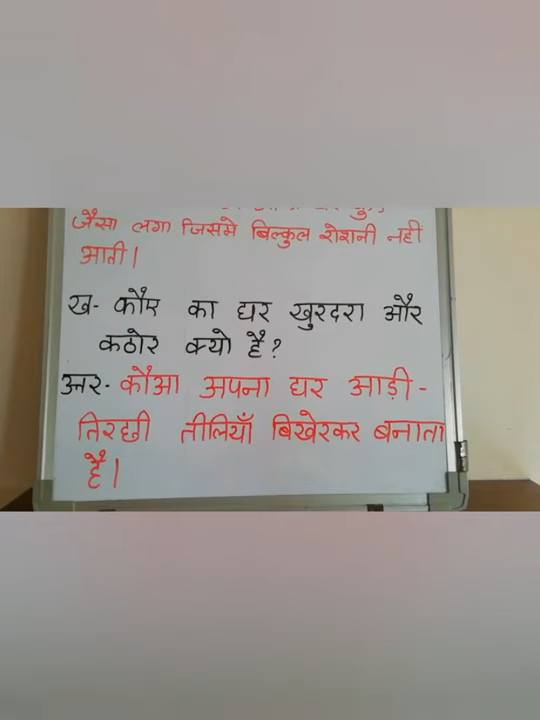 जैसा लगा जिसमे बिल्कुल रोशनी नही
आती।
ख- कौए का घर खुरदरा और
कठोर क्यो है?
उत्तर- कौआ अपना घर आड़ी-
तिरछी तीलियाँ बिखेरकर बनाता
है।